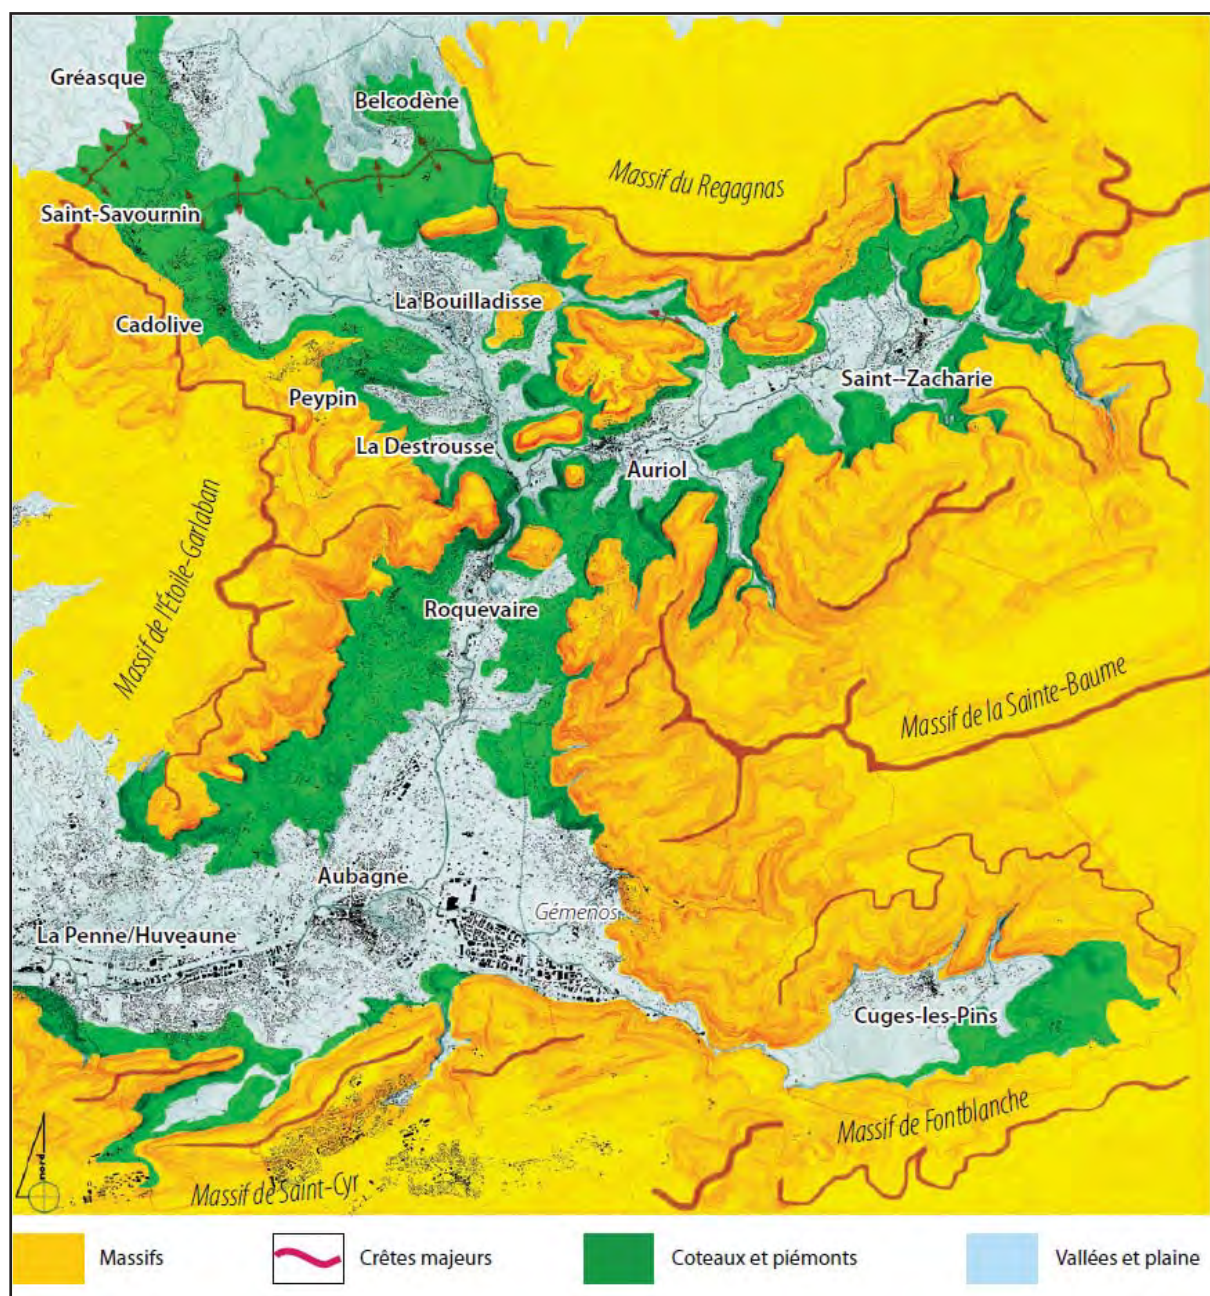 Gréasque
Belcodène
Massif du Regagnas
Saint-Savournin
La Bouilladisse
Cadolive
Saint--Zacharie
Peypin
La Destrousse
Auriol
Massif de l'Étoile-Garlaban
Roquevaire
Massif de la Sainte-Baume
Aubagne
Gémenos
La Penne/Huveaune
Cuges-les-Pins
Massif de Fontblanche
nord
Massif de Saint-Cyr
Massifs
Crêtes majeurs
Coteaux et piémonts
Vallées et plaine